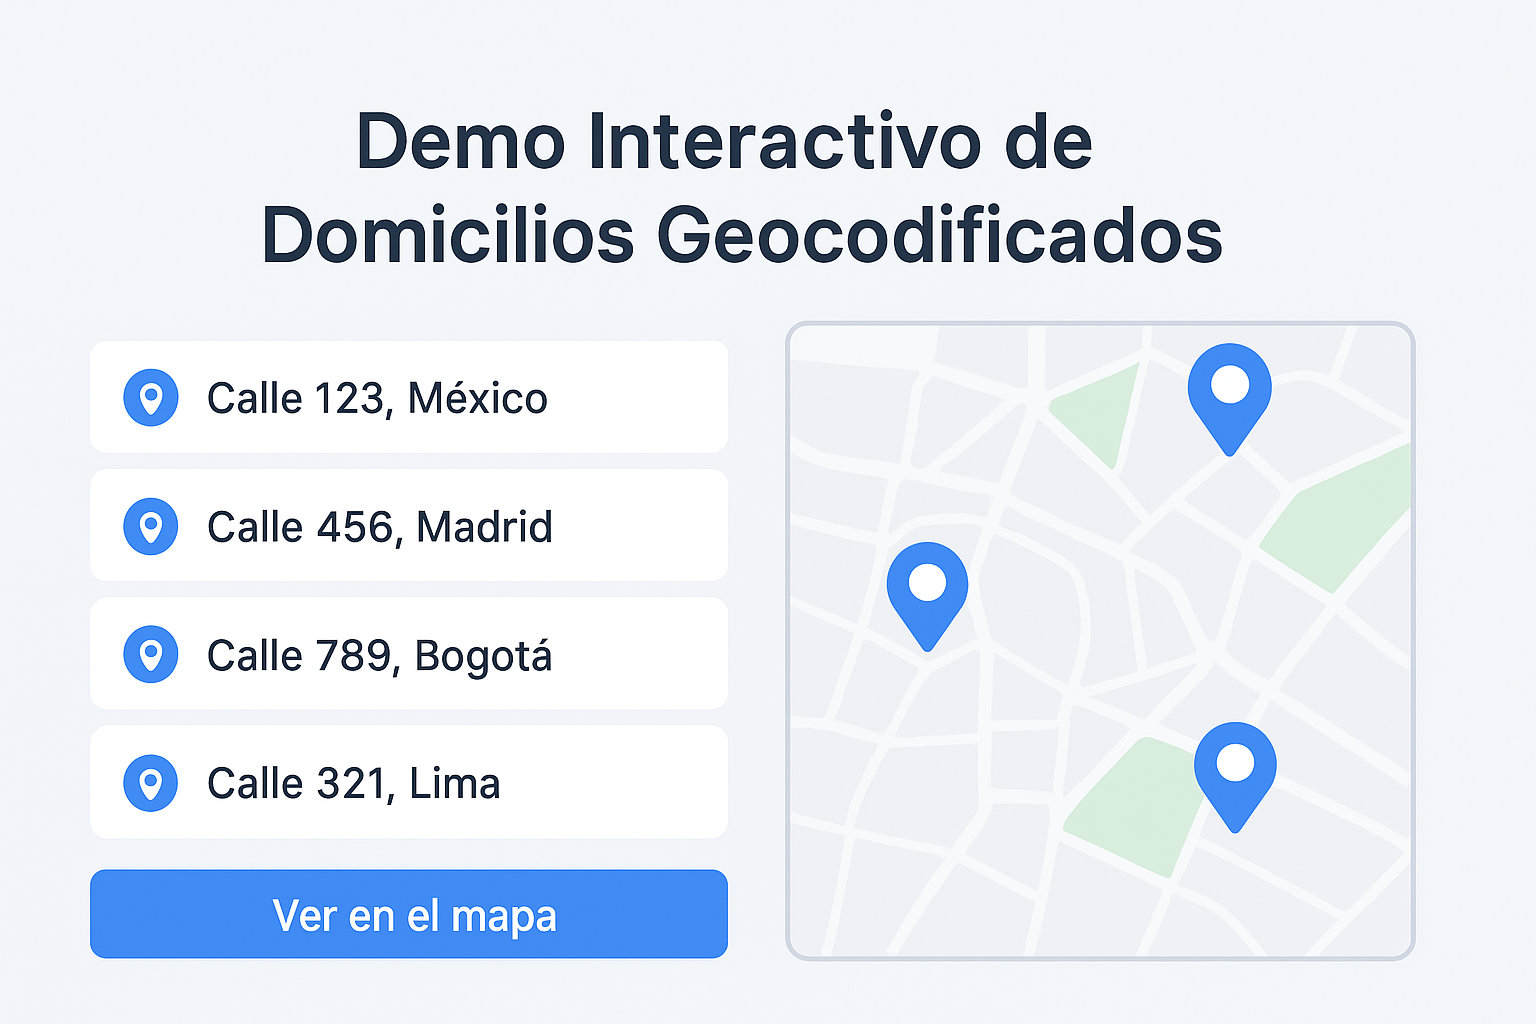 Demo Interactivo de
Domicilios Geocodificados
Calle 123, México
Calle 456, Madrid
Calle 789, Bogotá
Calle 321, Lima
Ver en el mapa